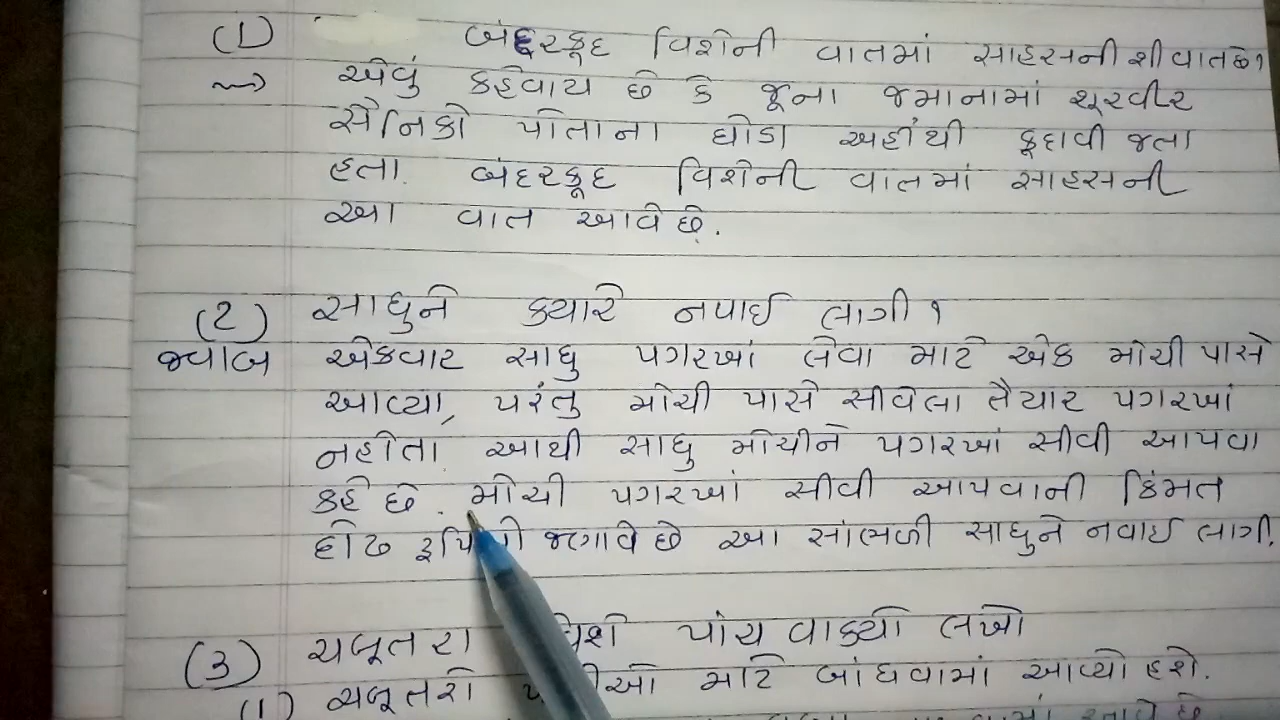 (1) બંદરકૂદ વિશેની વાતમાં સાહસની શી વાત છે?
એવું કહેવાય છે કે જૂના જમાનામાં શૂરવીર
સૈનિકો પોતાના ઘોડા અહીંથી કૂદાવી જતા
હતા. બંદરકૂદ વિશેની વાતમાં સાહસની
આ વાત આવે છે.
(2) સાધુને ક્યારે નવાઈ લાગી ?
જવાબ એકવાર સાધુ પગરખાં લેવા માટે એક મોચી પાસે
આવ્યા, પરંતુ મોચી પાસે સીવેલા તૈયાર પગરખાં
નહોતા. આથી સાધુ મોચીને પગરખાં સીવી આપવા
કહે છે. મોચી પગરખાં સીવી આપવાની કિંમત
જણાવે છે આ સાંભળી સાધુને નવાઈ લાગી.
(3) ચબૂતરા પાંચ વાક્યો લખો
(1) ચબૂતરો માટે બાંધવામાં આવ્યો હશે.